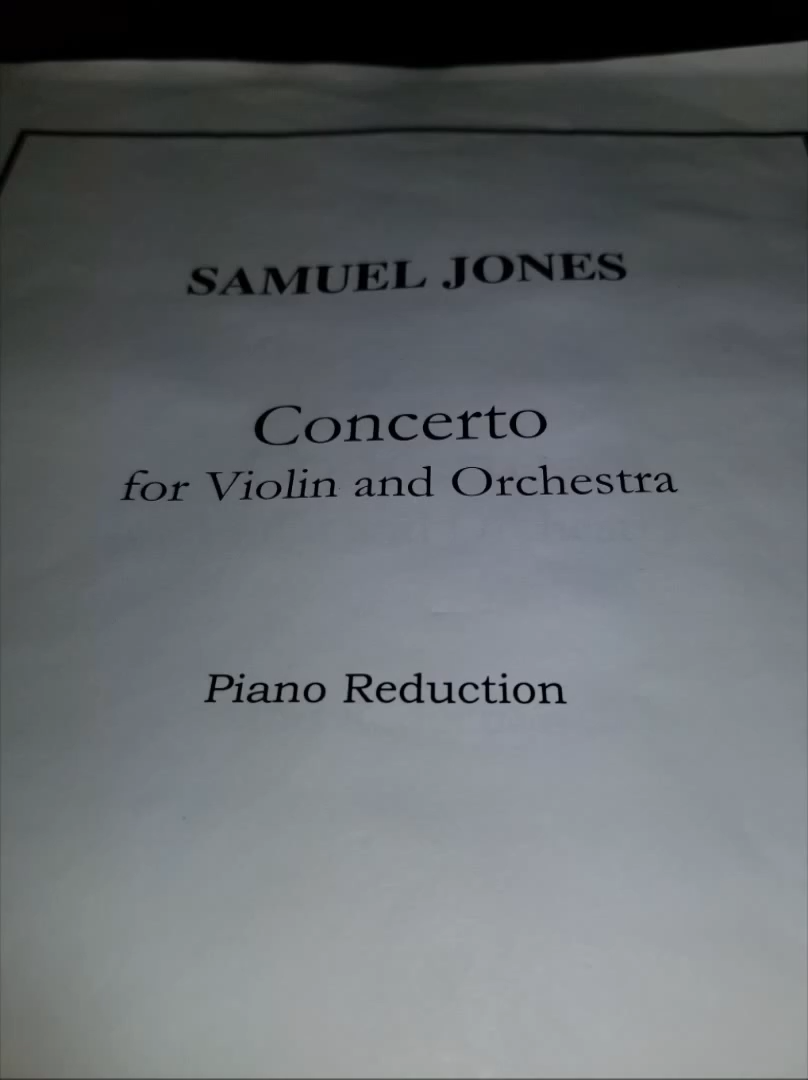 SAMUEL JONES
Concerto
for Violin and Orchestra
Piano Reduction